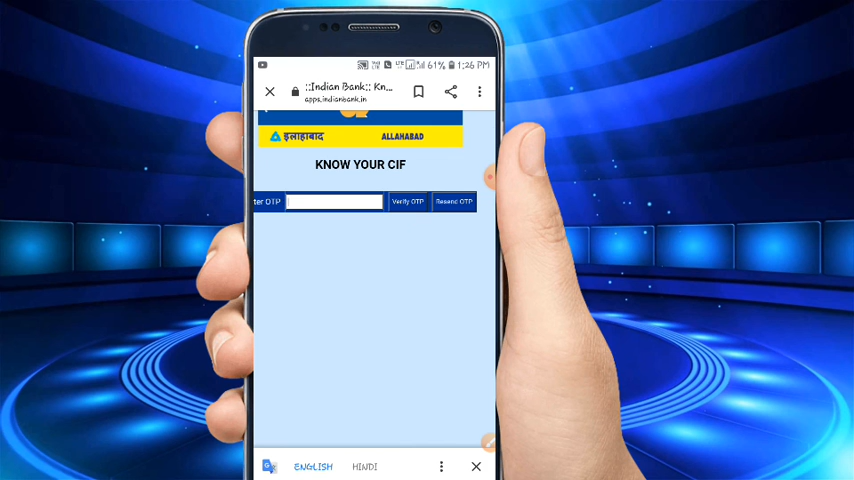 61% 1:26 PM
::Indian Bank:: Kn...
apps.indianbank.in
इलाहाबाद ALLAHABAD
KNOW YOUR CIF
ter OTP Verify OTP Resend OTP
ENGLISH HINDI